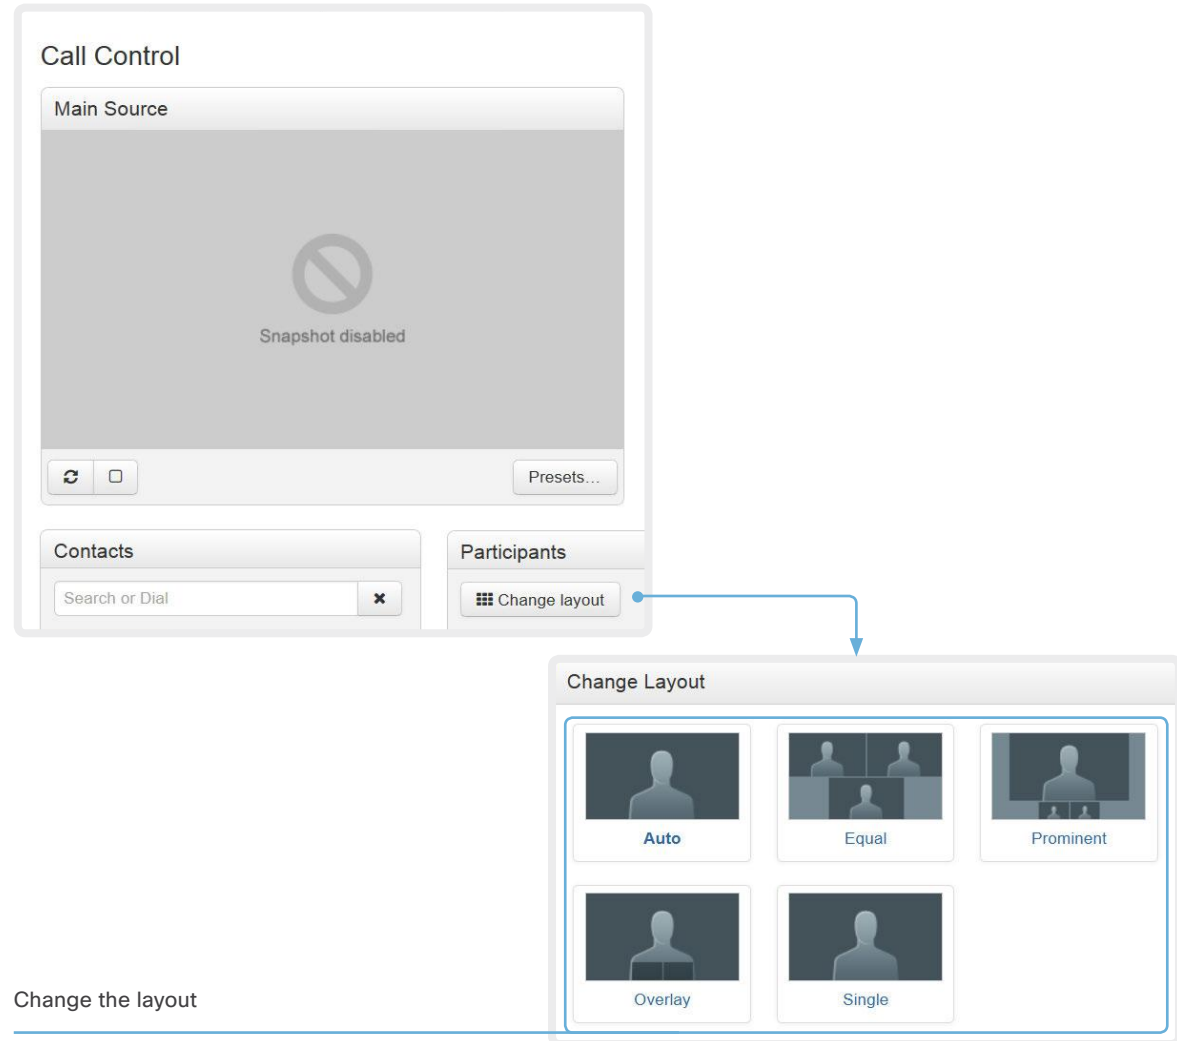 Call Control
Main Source
Snapshot disabled
Presets...
Contacts
Participants
Search or Dial
Change layout
Change Layout
Auto
Equal
Prominent
Overlay
Single
Change the layout